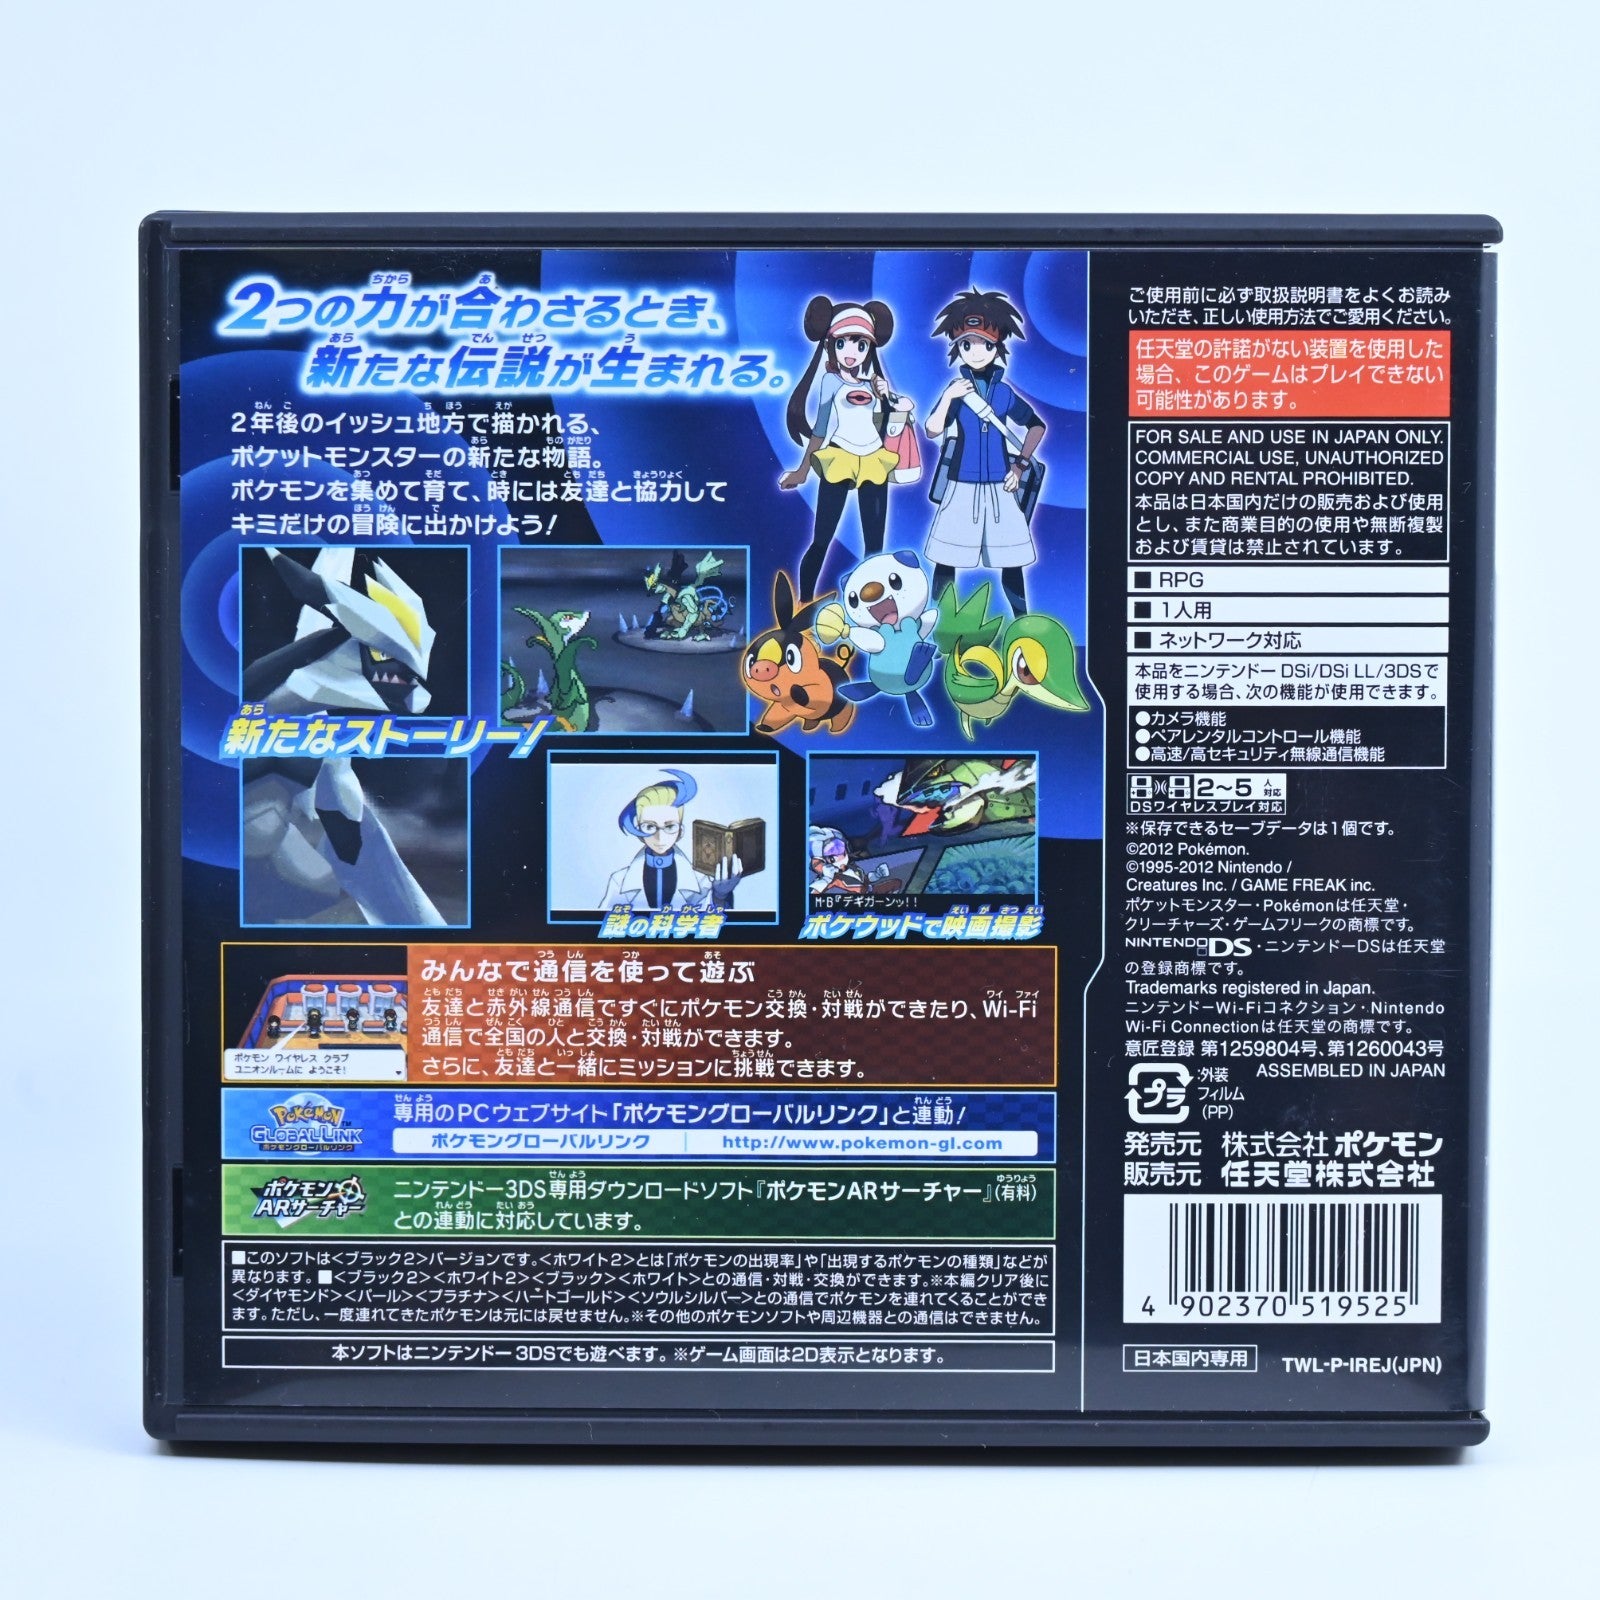 2つの力が合わさるとき、
新たな伝説が生まれる。
2年後のイッシュ地方で描かれる、
ポケットモンスターの新たな物語。
ポケモンを集めて育て、時には友達と協力して
キミだけの冒険に出かけよう!
新たなストーリー!
謎の科学者
M・B『デギガーンッ!!
ポケウッドで映画撮影
みんなで通信を使って遊ぶ
友達と赤外線通信ですぐにポケモン交換・対戦ができたり、Wi-Fi
通信で全国の人と交換・対戦ができます。
さらに、友達と一緒にミッションに挑戦できます。
ポケモン ワイヤレス クラブ
ユニオンルームに ようこそ!
POKéMON
GLOBAL LINK
ポケモングローバルリンク
専用のPCウェブサイト「ポケモングローバルリンク」と連動!
ポケモングローバルリンク | http://www.pokemon-gl.com
ポケモン
ARサーチャー
ニンテンドー3DS専用ダウンロードソフト『ポケモンARサーチャー』(有料)
との連動に対応しています。
■このソフトは<ブラック2>バージョンです。<ホワイト2>とは「ポケモンの出現率」や「出現するポケモンの種類」などが
異なります。■<ブラック2><ホワイト2><ブラック><ホワイト>との通信・対戦・交換ができます。※本編クリア後に
<ダイヤモンド><パール><プラチナ><ハートゴールド><ソウルシルバー>との通信でポケモンを連れてくることができ
ます。ただし、一度連れてきたポケモンは元には戻せません。※その他のポケモンソフトや周辺機器との通信はできません。
本ソフトはニンテンドー3DSでも遊べます。※ゲーム画面は2D表示となります。
ご使用前に必ず取扱説明書をよくお読み
いただき、正しい使用方法でご愛用ください。
任天堂の許諾がない装置を使用した
場合、このゲームはプレイできない
可能性があります。
FOR SALE AND USE IN JAPAN ONLY.
COMMERCIAL USE, UNAUTHORIZED
COPY AND RENTAL PROHIBITED.
本品は日本国内だけの販売および使用
とし、また商業目的の使用や無断複製
および賃貸は禁止されています。
■ RPG
■ 1人用
■ ネットワーク対応
本品をニンテンドーDSi/DSi LL/3DSで
使用する場合、次の機能が使用できます。
●カメラ機能
●ペアレンタルコントロール機能
●高速/高セキュリティ無線通信機能
2~5人対応
DSワイヤレスプレイ対応
※保存できるセーブデータは1個です。
©2012 Pokémon.
©1995-2012 Nintendo /
Creatures Inc. / GAME FREAK inc.
ポケットモンスター・Pokémonは任天堂・
クリーチャーズ・ゲームフリークの商標です。
NINTENDO DS・ニンテンドーDSは任天堂
の登録商標です。
Trademarks registered in Japan.
ニンテンドーWi-Fiコネクション・Nintendo
Wi-Fi Connectionは任天堂の商標です。
意匠登録 第1259804号、第1260043号
ASSEMBLED IN JAPAN
プラ
:外装
フィルム
(PP)
発売元 株式会社ポケモン
販売元 任天堂株式会社
4 902370 519525
日本国内専用
TWL-P-IREJ(JPN)